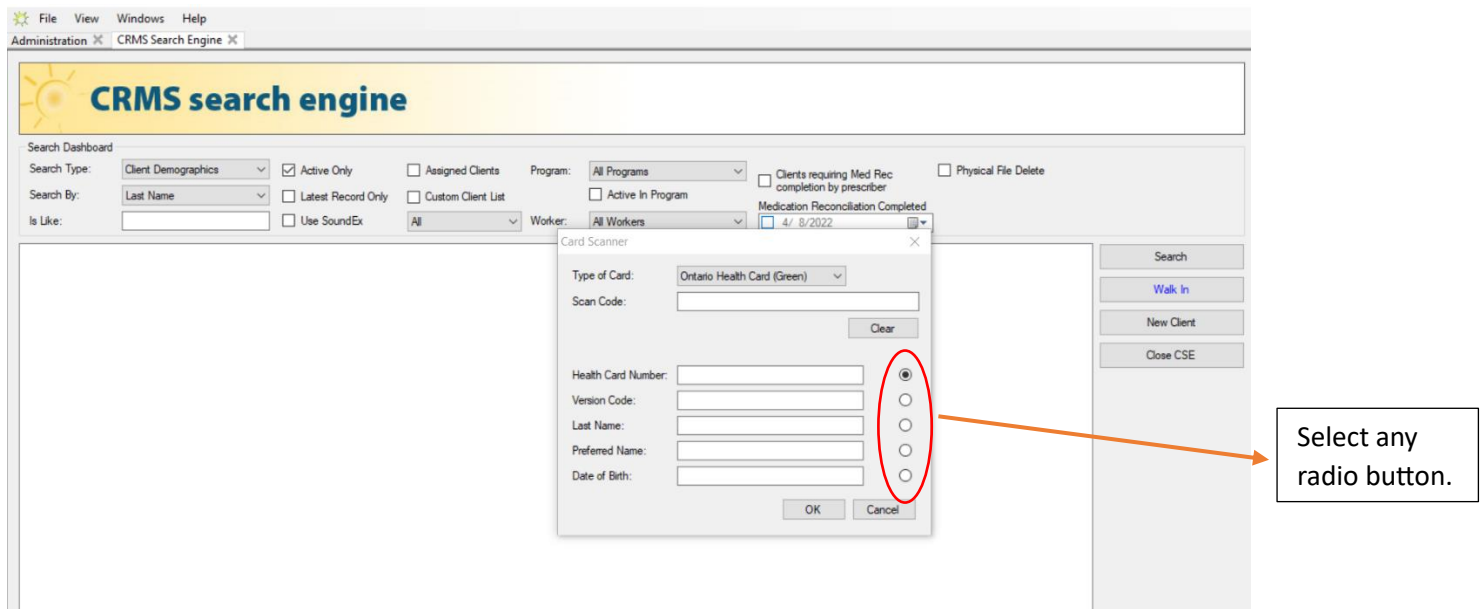 File View Windows Help
Administration CRMS Search Engine
CRMS search engine
Search Dashboard
Search Type: Client Demographics Active Only Assigned Clients Program: All Programs Clients requiring Med Rec completion by prescriber Physical File Delete
Search By: Last Name Latest Record Only Custom Client List Active In Program
Medication Reconciliation Completed
Is Like: Use SoundEx All Worker: All Workers 4/ 8/2022
Card Scanner
Type of Card: Ontario Health Card (Green)
Scan Code:
Clear
Health Card Number:
Version Code:
Last Name:
Preferred Name:
Date of Birth:
OK Cancel
Search
Walk In
New Client
Close CSE
Select any
radio button.